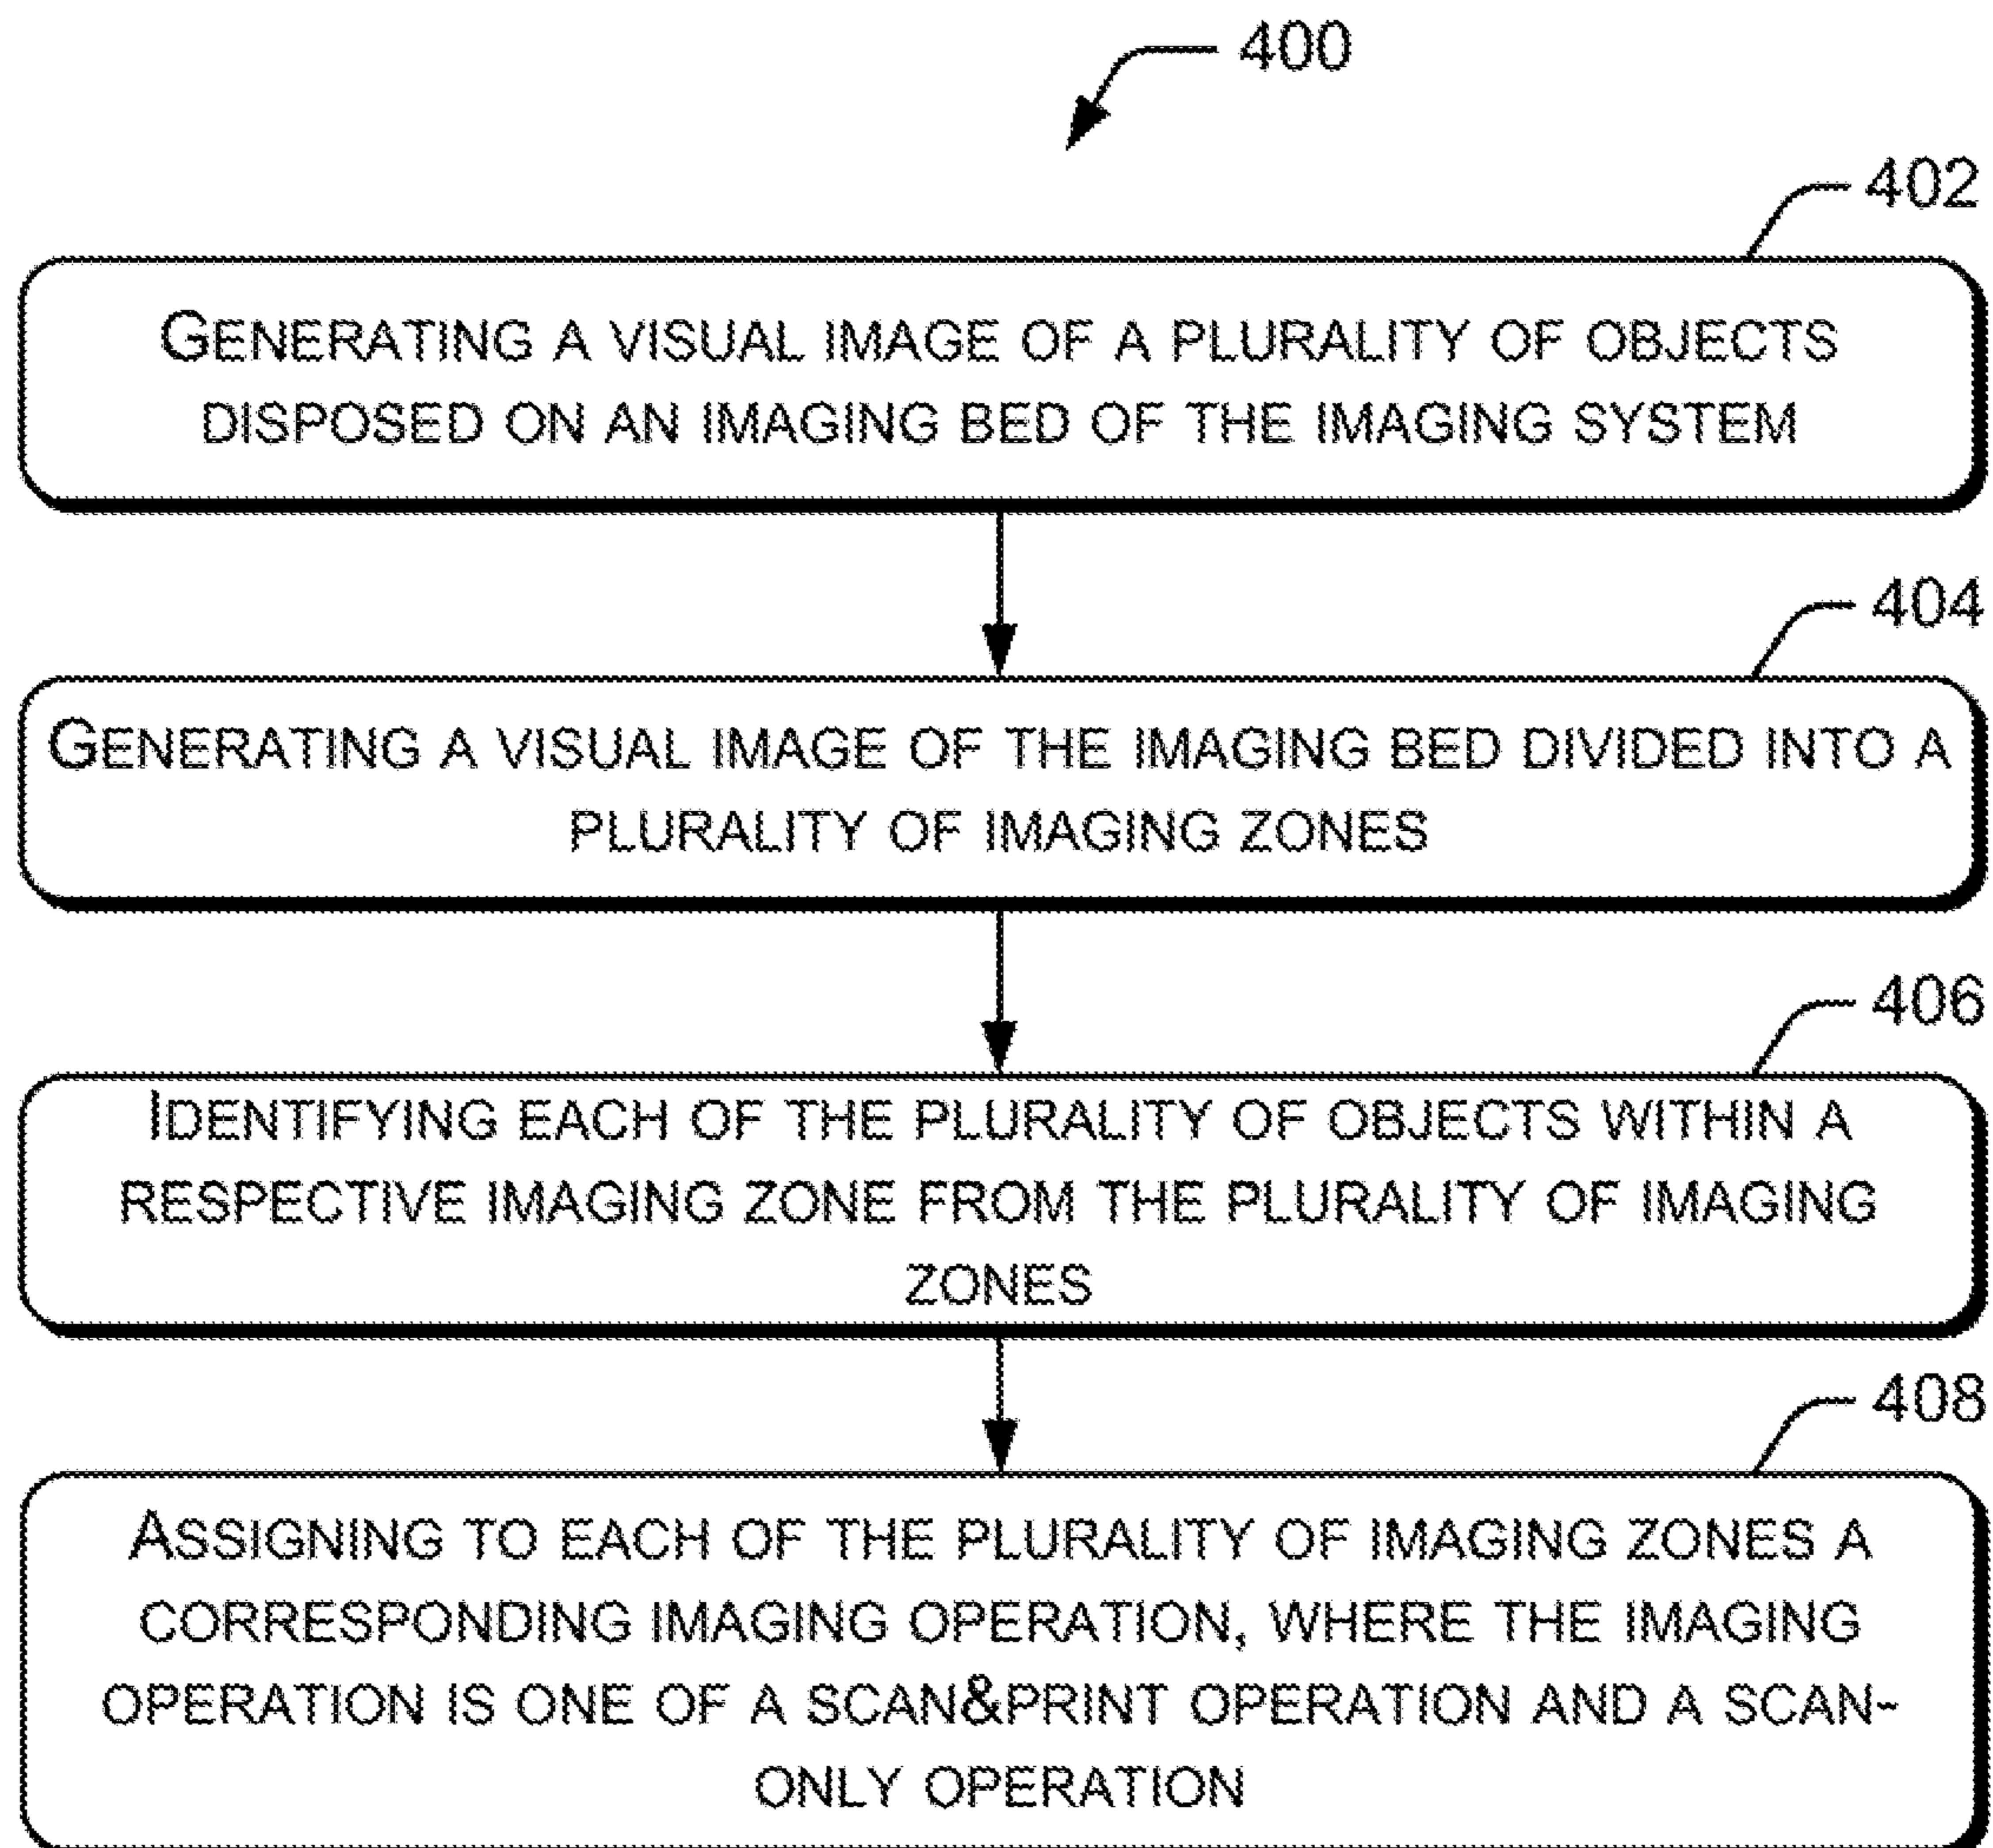 400
402
GENERATING A VISUAL IMAGE OF A PLURALITY OF OBJECTS
DISPOSED ON AN IMAGING BED OF THE IMAGING SYSTEM
404
GENERATING A VISUAL IMAGE OF THE IMAGING BED DIVIDED INTO A
PLURALITY OF IMAGING ZONES
406
IDENTIFYING EACH OF THE PLURALITY OF OBJECTS WITHIN A
RESPECTIVE IMAGING ZONE FROM THE PLURALITY OF IMAGING
ZONES
408
ASSIGNING TO EACH OF THE PLURALITY OF IMAGING ZONES A
CORRESPONDING IMAGING OPERATION, WHERE THE IMAGING
OPERATION IS ONE OF A SCAN&PRINT OPERATION AND A SCAN-
ONLY OPERATION